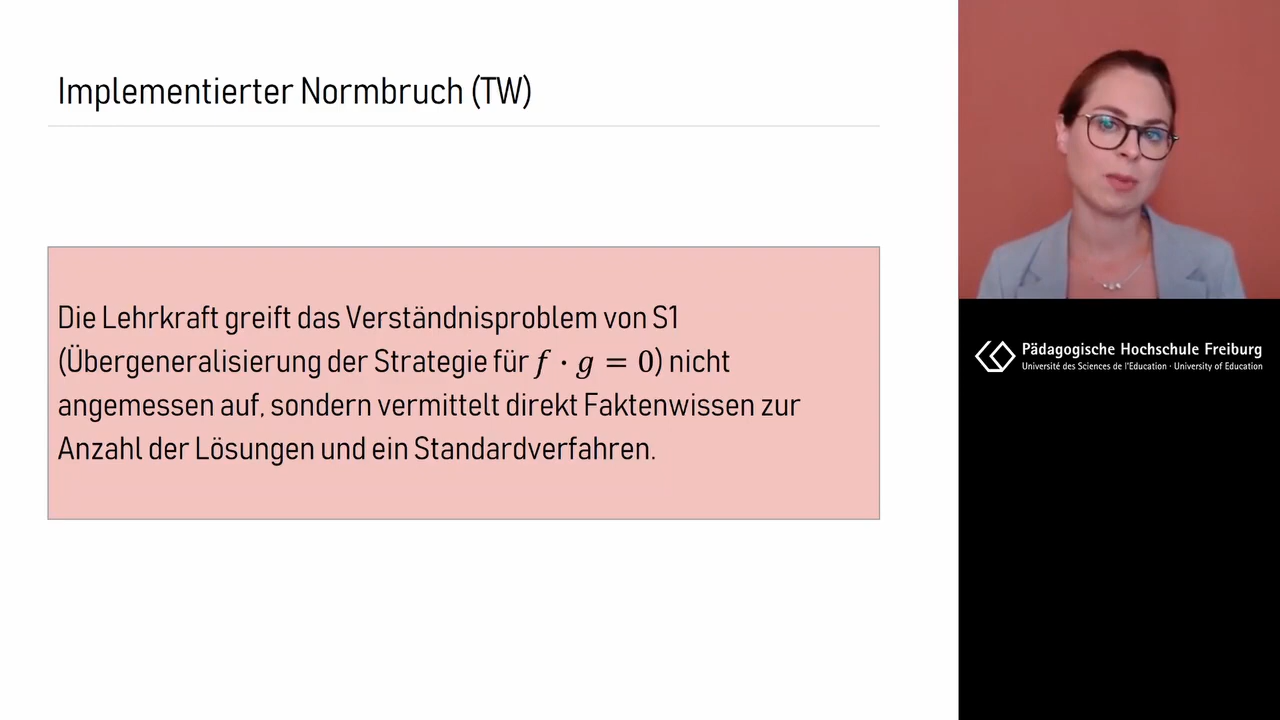 Implementierter Normbruch (TW)
Die Lehrkraft greift das Verständnisproblem von S1
(Übergeneralisierung der Strategie für f · g = 0) nicht
angemessen auf, sondern vermittelt direkt Faktenwissen zur
Anzahl der Lösungen und ein Standardverfahren.
Pädagogische Hochschule Freiburg
Université des Sciences de l'Education · University of Education